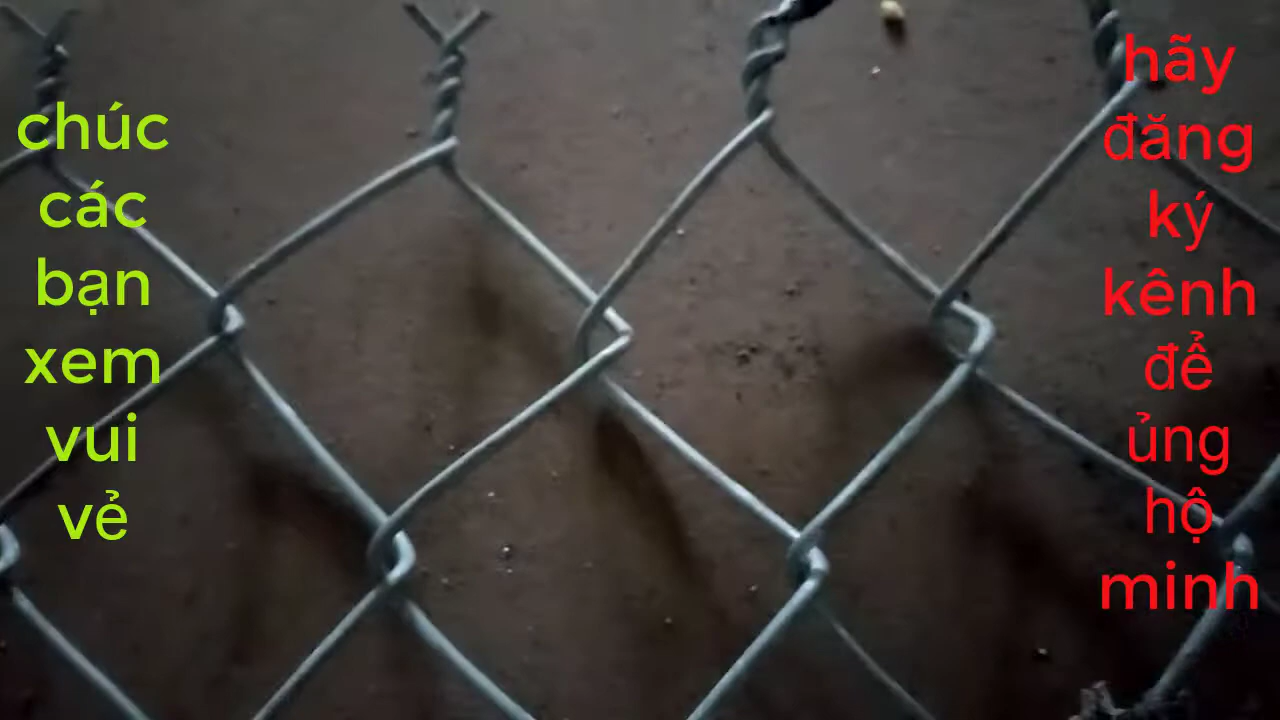 chúc
các
bạn
xem
vui
vẻ
hãy
đăng
ký
kênh
để
ủng
hộ
minh